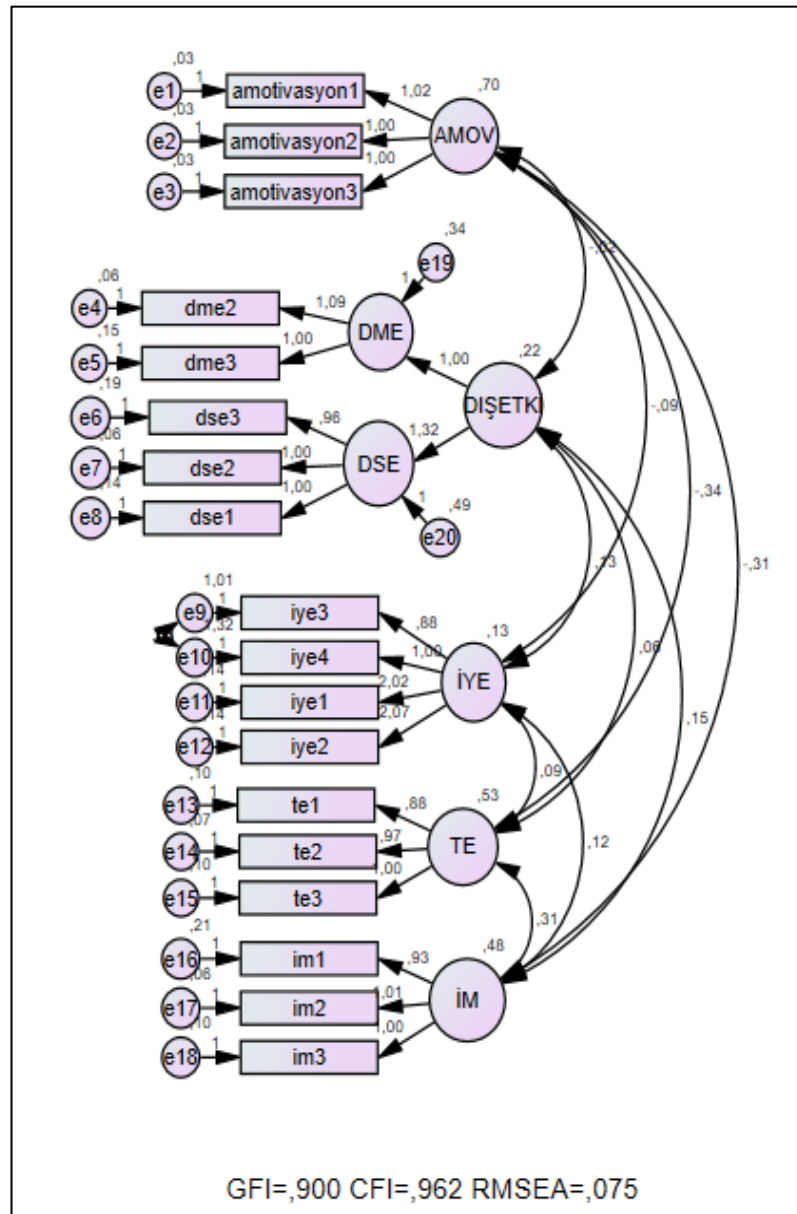 ,03
e1 1 amotivasyon1 1,02 ,70
,03
e2 1 amotivasyon2 1,00 AMOV
,03
e3 1 amotivasyon3 1,00
-,02
,34
e19
1
,06
e4 1 dme2 1,09 DME
,15
e5 1 dme3 1,00
1,00 ,22
DIŞETKİ
-,09
,19
e6 1 dse3 ,96 1,32
,06
e7 1 dse2 1,00 DSE
,14
e8 1 dse1 1,00
1 ,49
e20
-,34
-,31
,13
1,01
e9 1 iye3 ,88 ,13
1,32
e10 1 iye4 1,00 İYE
,14
e11 1 iye1 2,02
,14
e12 1 iye2 2,07
,06
,15
,09
,10
e13 1 te1 ,88 ,53
,07
e14 1 te2 ,97 TE
,10
e15 1 te3 1,00
,12
,31
,21
e16 1 im1 ,93 ,48
,06
e17 1 im2 1,01 İM
,10
e18 1 im3 1,00
GFI=,900 CFI=,962 RMSEA=,075